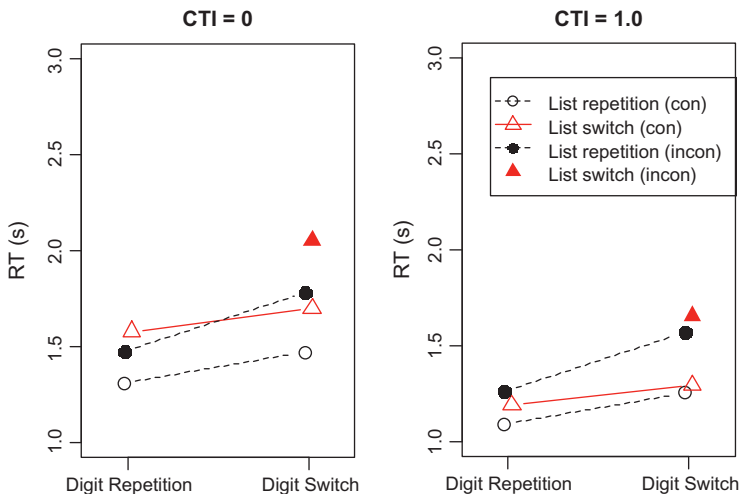 CTI = 0
3.0
2.5
2.0
1.5
1.0
RT (s)
Digit Repetition
Digit Switch
CTI = 1.0
3.0
2.5
2.0
1.5
1.0
RT (s)
List repetition (con)
List switch (con)
List repetition (incon)
List switch (incon)
Digit Repetition
Digit Switch